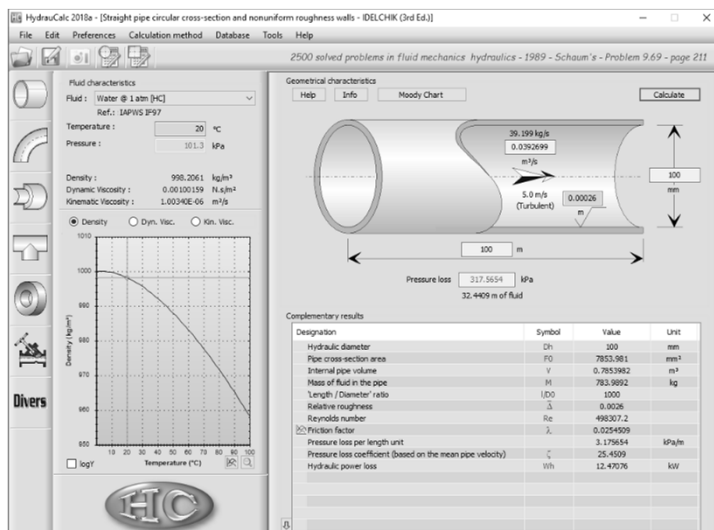 HydrauCalc 2018a - [Straight pipe circular cross-section and nonuniform roughness walls - IDELCHIK (3rd Ed.)]
File Edit Preferences Calculation method Database Tools Help
2500 solved problems in fluid mechanics hydraulics - 1989 - Schaum's - Problem 9.69 - page 211
Fluid characteristics
Fluid : Water @ 1 atm [HC]
Ref.: IAPWS IF97
Temperature : 20 °C
Pressure : 101.3 kPa
Density : 998.2061 kg/m³
Dynamic Viscosity : 0.00100159 N.s/m²
Kinematic Viscosity : 1.00340E-06 m²/s
Density Dyn. Visc. Kin. Visc.
1010
1000
990
980
970
960
950
Density (kg/m³)
10 20 30 40 50 60 70 80 90 100
logY Temperature (°C)
Divers
HC
Geometrical characteristics
Help Info Moody Chart Calculate
39.199 kg/s
0.0392699
m³/s
5.0 m/s
(Turbulent)
0.00026
m
100
mm
100 m
Pressure loss 317.5654 kPa
32.4409 m of fluid
Complementary results
Designation Symbol Value Unit
Hydraulic diameter Dh 100 mm
Pipe cross-section area F0 7853.981 mm²
Internal pipe volume V 0.7853982 m³
Mass of fluid in the pipe M 783.9892 kg
'Length / Diameter' ratio l/D0 1000
Relative roughness Δ̅ 0.0026
Reynolds number Re 498307.2
Friction factor λ 0.0254509
Pressure loss per length unit 3.175654 kPa/m
Pressure loss coefficient (based on the mean pipe velocity) ζ 25.4509
Hydraulic power loss Wh 12.47076 kW